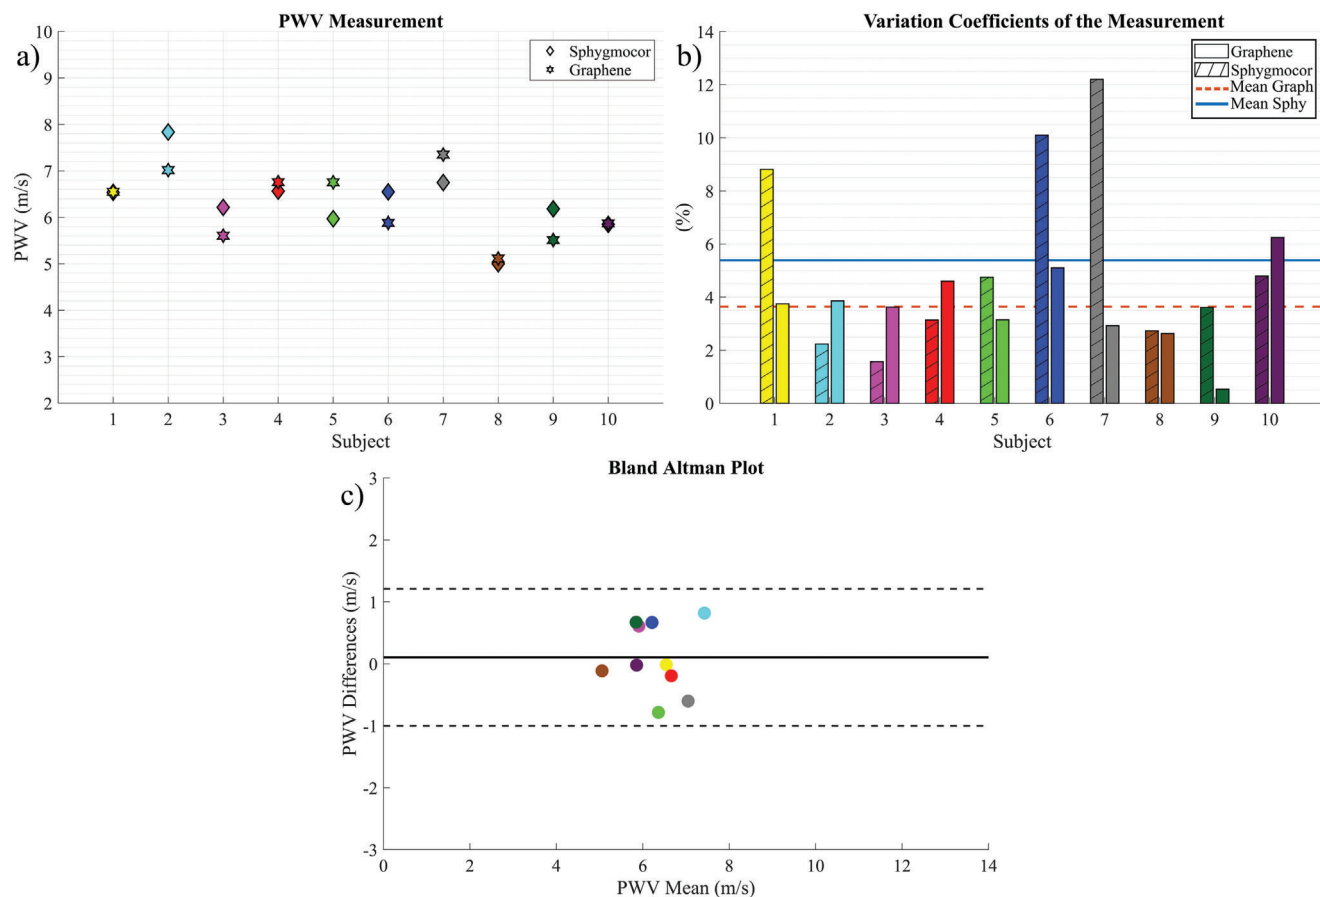 PWV Measurement
a)
Sphygmocor
Graphene
PWV (m/s)
10
9
8
7
6
5
4
3
2
1 2 3 4 5 6 7 8 9 10
Subject
Variation Coefficients of the Measurement
b)
Graphene
Sphygmocor
Mean Graph
Mean Sphy
(%)
14
12
10
8
6
4
2
0
1 2 3 4 5 6 7 8 9 10
Subject
Bland Altman Plot
c)
PWV Differences (m/s)
3
2
1
0
-1
-2
-3
0 2 4 6 8 10 12 14
PWV Mean (m/s)